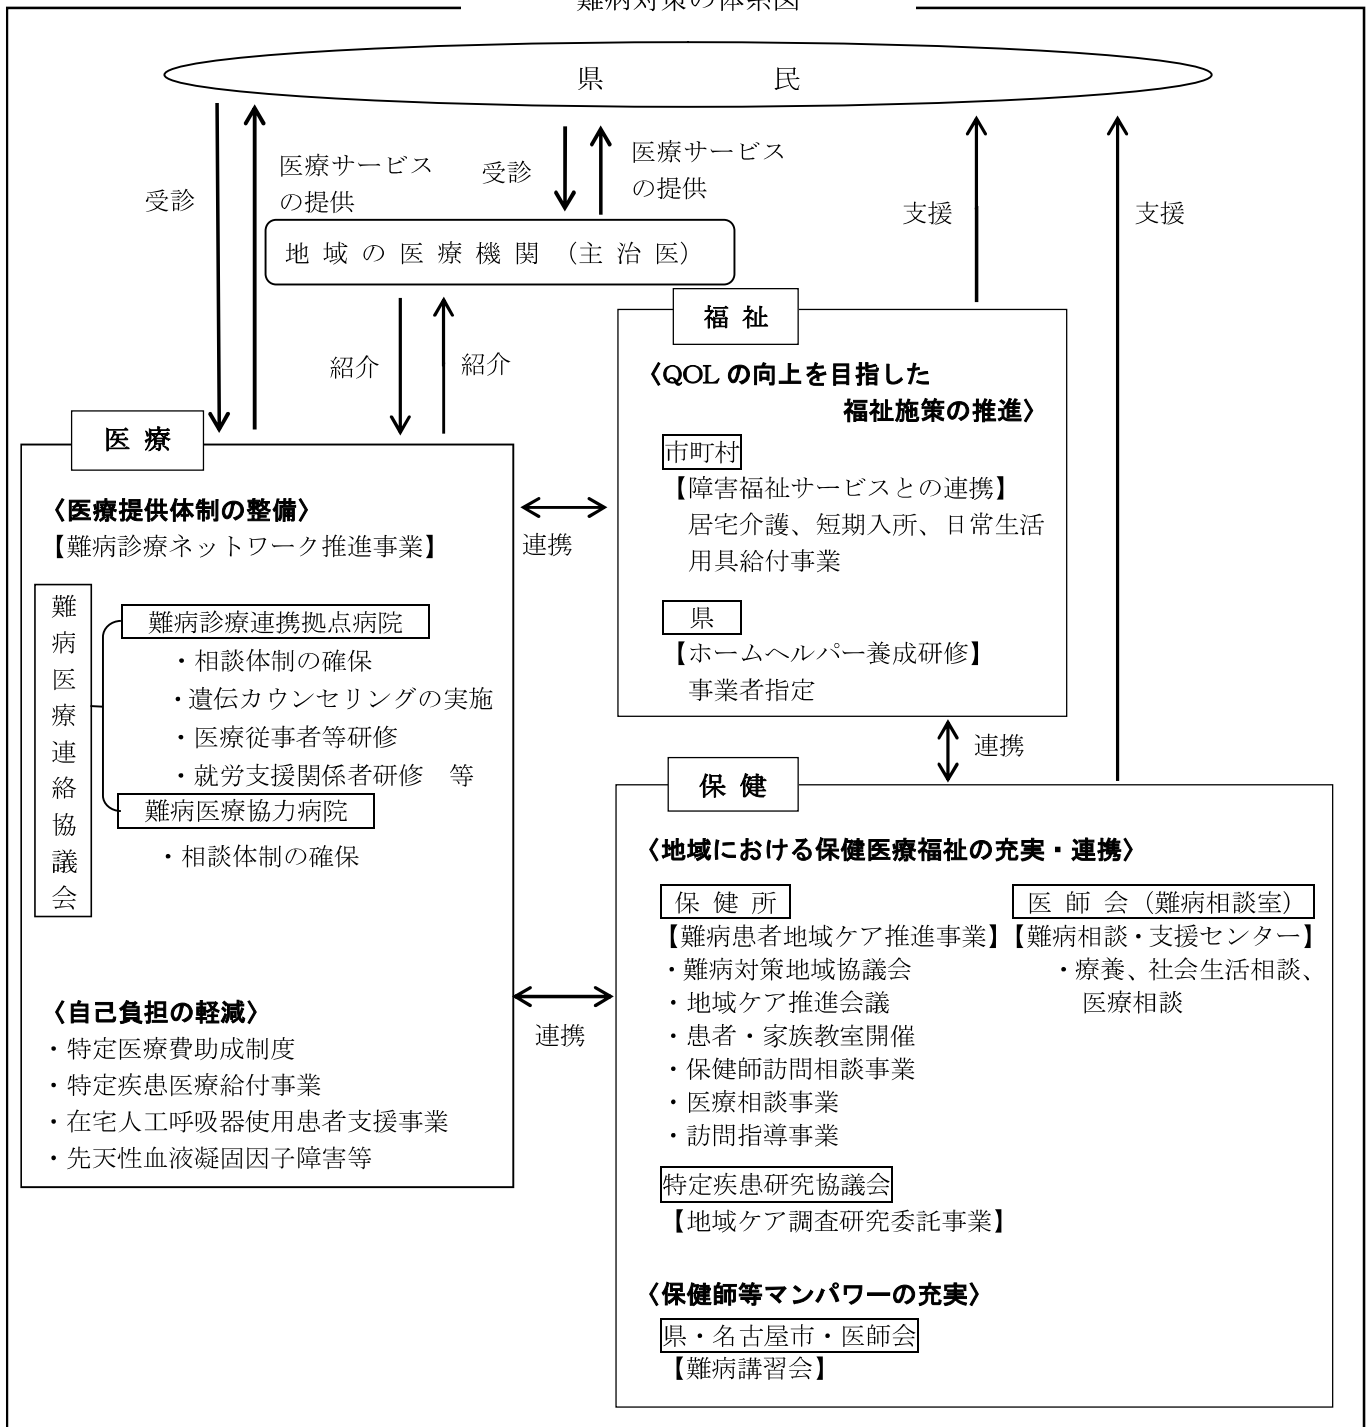 難病対策の体系図
県 民
受診
医療サービス
の提供
受診
医療サービス
の提供
支援
支援
地域の医療機関（主治医）
紹介
紹介
医療
〈医療提供体制の整備〉
【難病診療ネットワーク推進事業】
難病医療連絡協議会
難病診療連携拠点病院
・相談体制の確保
・遺伝カウンセリングの実施
・医療従事者等研修
・就労支援関係者研修　等
難病医療協力病院
・相談体制の確保
〈自己負担の軽減〉
・特定医療費助成制度
・特定疾患医療給付事業
・在宅人工呼吸器使用患者支援事業
・先天性血液凝固因子障害等
連携
連携
福祉
〈QOLの向上を目指した
福祉施策の推進〉
市町村
【障害福祉サービスとの連携】
居宅介護、短期入所、日常生活
用具給付事業
県
【ホームヘルパー養成研修】
事業者指定
連携
保健
〈地域における保健医療福祉の充実・連携〉
保健所
【難病患者地域ケア推進事業】
・難病対策地域協議会
・地域ケア推進会議
・患者・家族教室開催
・保健師訪問相談事業
・医療相談事業
・訪問指導事業
医師会（難病相談室）
【難病相談・支援センター】
・療養、社会生活相談、
医療相談
特定疾患研究協議会
【地域ケア調査研究委託事業】
〈保健師等マンパワーの充実〉
県・名古屋市・医師会
【難病講習会】